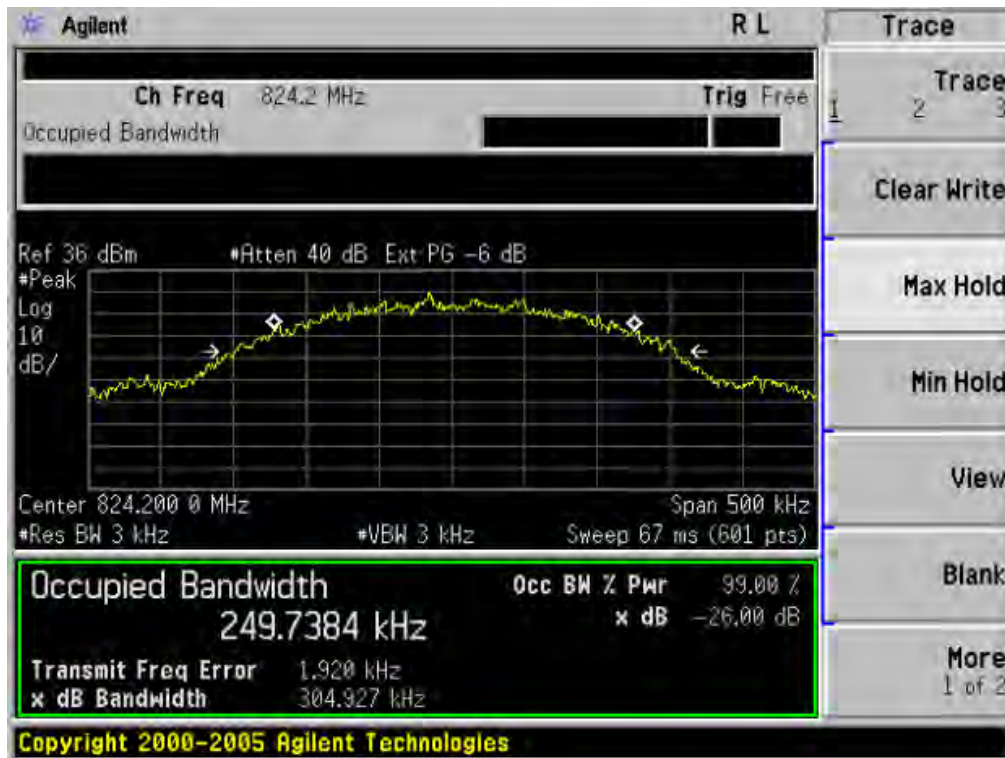 Agilent R L Trace
Ch Freq 824.2 MHz Trig Free
Occupied Bandwidth
Trace
1 2
Clear Write
Max Hold
Min Hold
View
Blank
More
1 of 2
Ref 36 dBm #Atten 40 dB Ext PG -6 dB
#Peak
Log
10
dB/
Center 824.200 0 MHz Span 500 kHz
#Res BW 3 kHz #VBW 3 kHz Sweep 67 ms (601 pts)
Occupied Bandwidth Occ BW % Pwr 99.00 %
249.7384 kHz x dB -26.00 dB
Transmit Freq Error 1.920 kHz
x dB Bandwidth 304.927 kHz
Copyright 2000-2005 Agilent Technologies